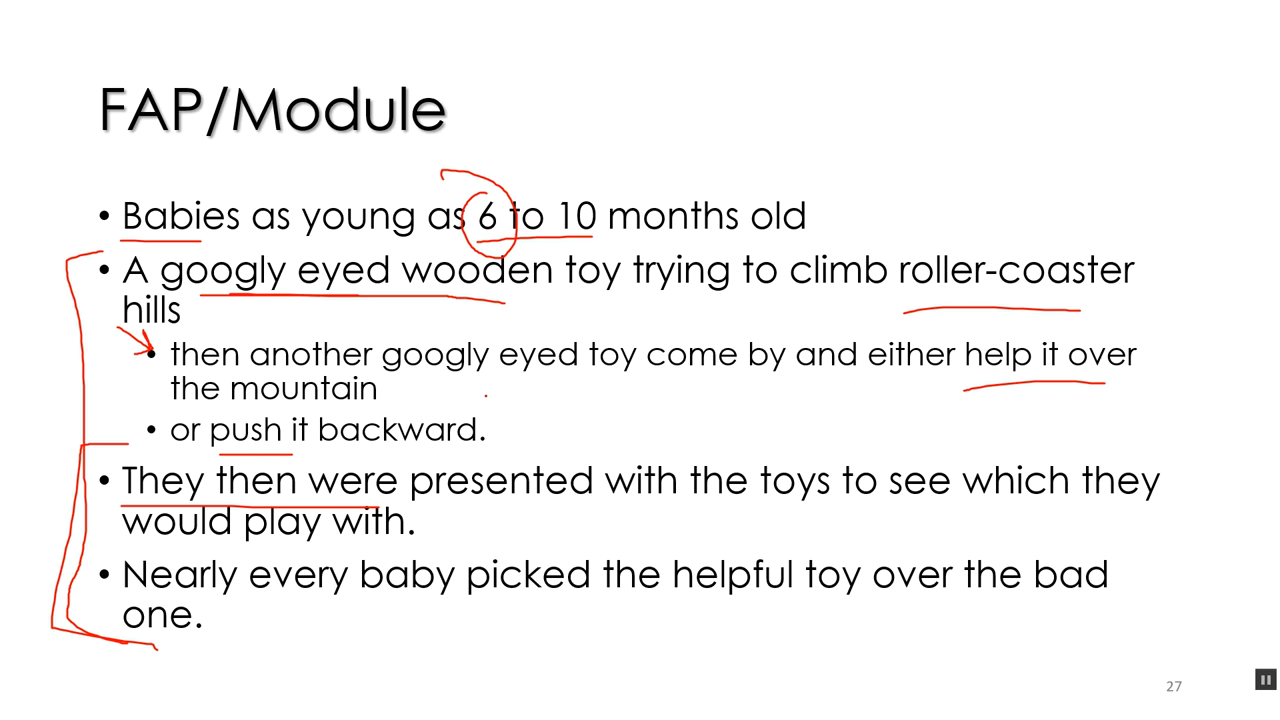 FAP/Module
• Babies as young as 6 to 10 months old
• A googly eyed wooden toy trying to climb roller-coaster
hills
• then another googly eyed toy come by and either help it over
the mountain
• or push it backward.
• They then were presented with the toys to see which they
would play with.
• Nearly every baby picked the helpful toy over the bad
one.
27